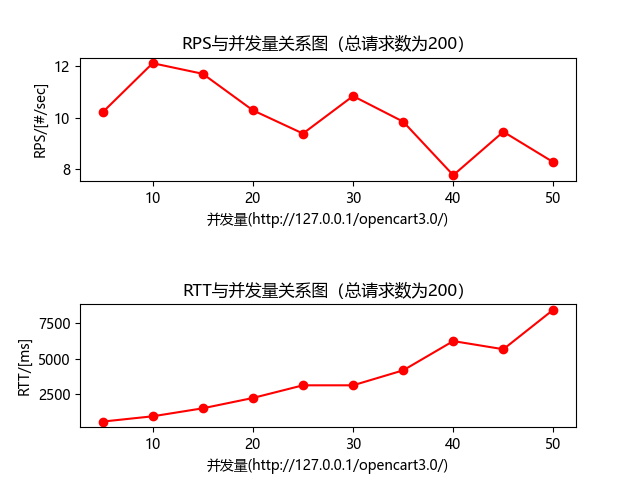 RPS与并发量关系图（总请求数为200）
RPS/[#/sec]
12
10
8
10 20 30 40 50
并发量(http://127.0.0.1/opencart3.0/)
RTT与并发量关系图（总请求数为200）
RTT/[ms]
7500
5000
2500
10 20 30 40 50
并发量(http://127.0.0.1/opencart3.0/)